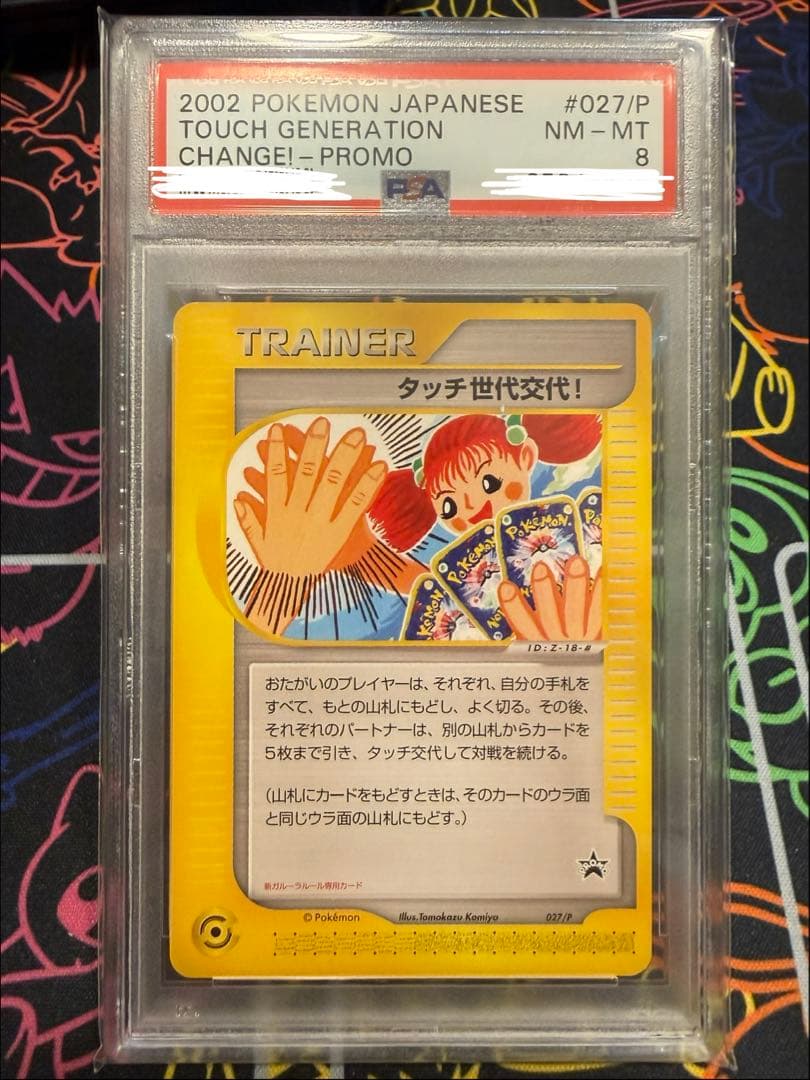 2002 POKEMON JAPANESE #027/P
TOUCH GENERATION NM - MT
CHANGE! - PROMO 8
PSA
TRAINER
タッチ世代交代!
POKéMON
POKéMON
POKéMON
ID:Z-18-#
おたがいのプレイヤーは、それぞれ、自分の手札を
すべて、もとの山札にもどし、よく切る。その後、
それぞれのパートナーは、別の山札からカードを
5枚まで引き、タッチ交代して対戦を続ける。
(山札にカードをもどすときは、そのカードのウラ面
と同じウラ面の山札にもどす。)
新ガルーラルール専用カード
© Pokémon Illus.Tomokazu Komiya 027/P